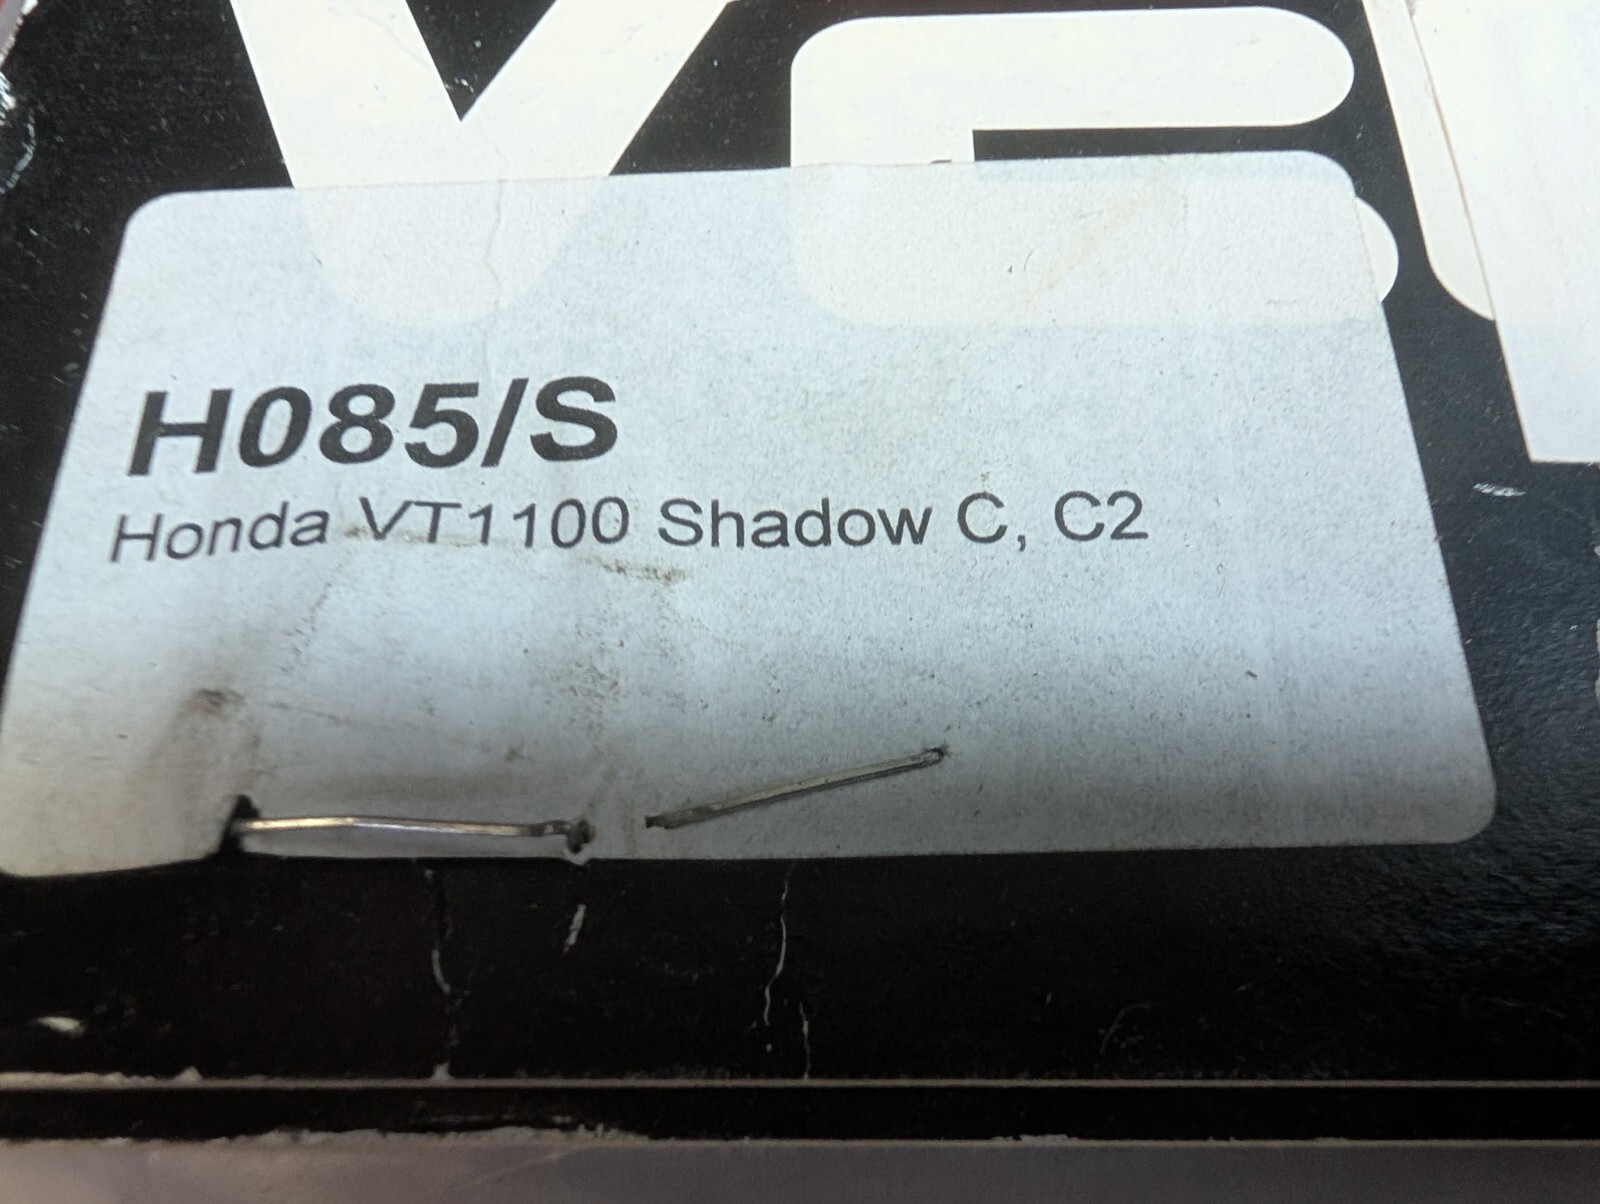 H085/S
Honda VT1100 Shadow C, C2